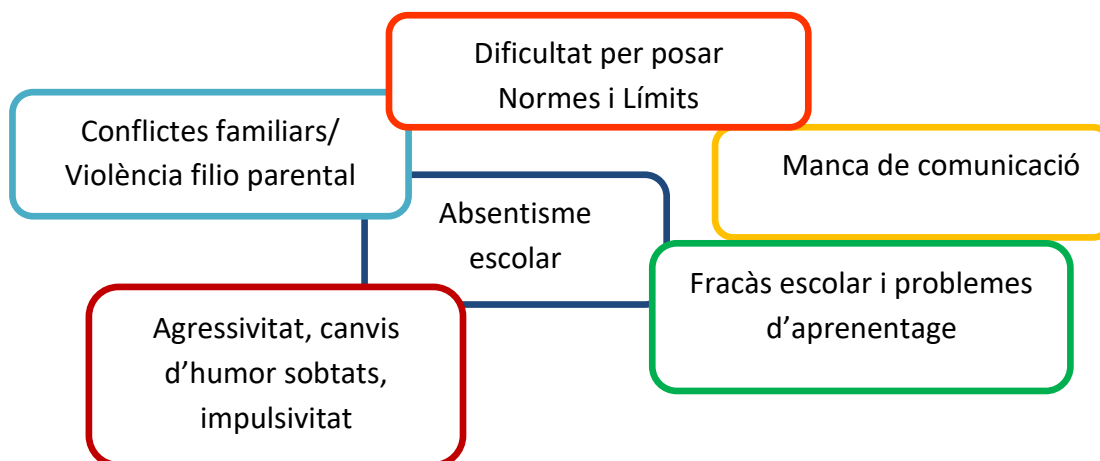 Dificultat per posar
Normes i Límits
Conflictes familiars/
Violència filio parental
Manca de comunicació
Absentisme
escolar
Fracàs escolar i problemes
d’aprenentage
Agressivitat, canvis
d’humor sobtats,
impulsivitat